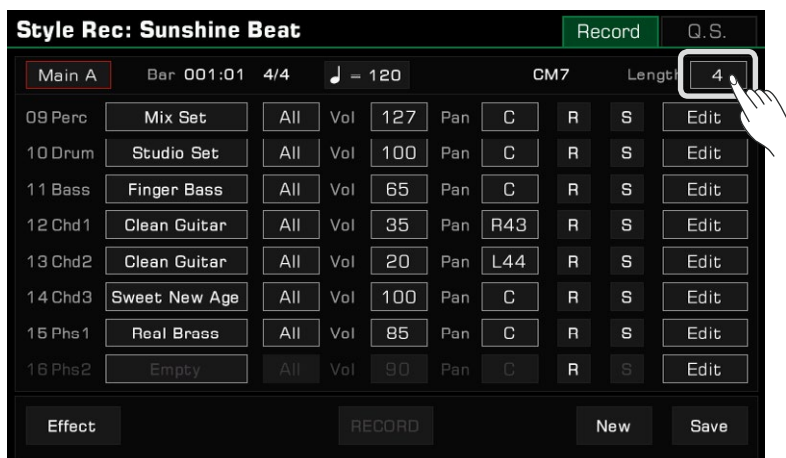 Style Rec: Sunshine Beat Record Q.S.
Main A Bar 001:01 4/4 ♩ = 120 CM7 Length 4
09 Perc Mix Set All Vol 127 Pan C R S Edit
10 Drum Studio Set All Vol 100 Pan C R S Edit
11 Bass Finger Bass All Vol 65 Pan C R S Edit
12 Chd1 Clean Guitar All Vol 35 Pan R43 R S Edit
13 Chd2 Clean Guitar All Vol 20 Pan L44 R S Edit
14 Chd3 Sweet New Age All Vol 100 Pan C R S Edit
15 Phs1 Real Brass All Vol 85 Pan C R S Edit
16 Phs2 Empty All Vol 90 Pan C R S Edit
Effect RECORD New Save